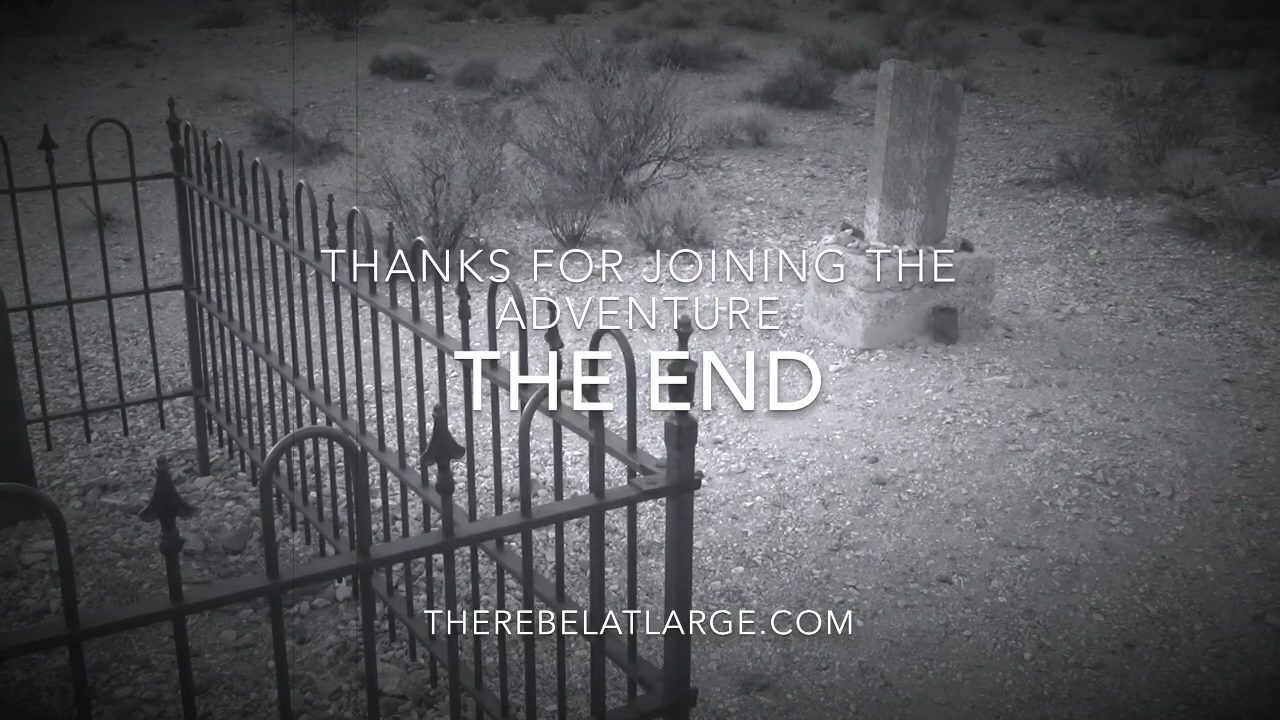 THANKS FOR JOINING THE
ADVENTURE
THE END
THEREBELATLARGE.COM